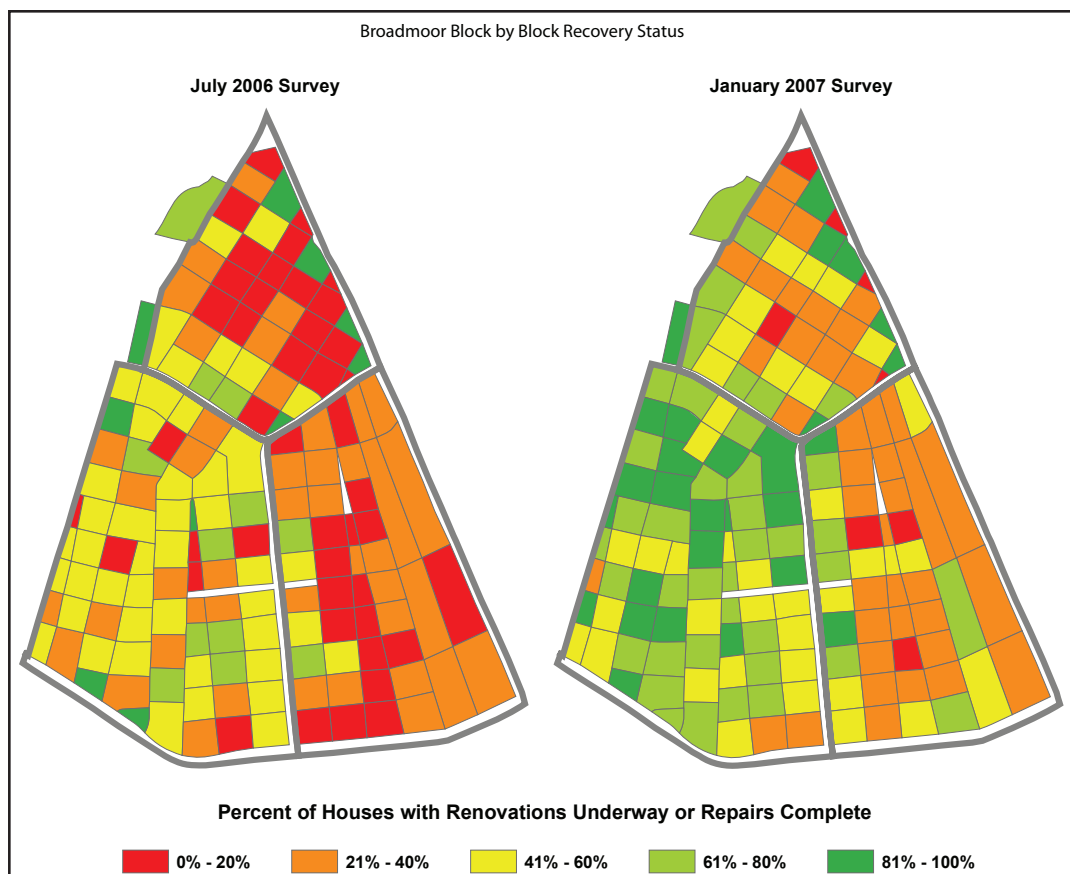 Broadmoor Block by Block Recovery Status
July 2006 Survey
January 2007 Survey
Percent of Houses with Renovations Underway or Repairs Complete
0% - 20%
21% - 40%
41% - 60%
61% - 80%
81% - 100%